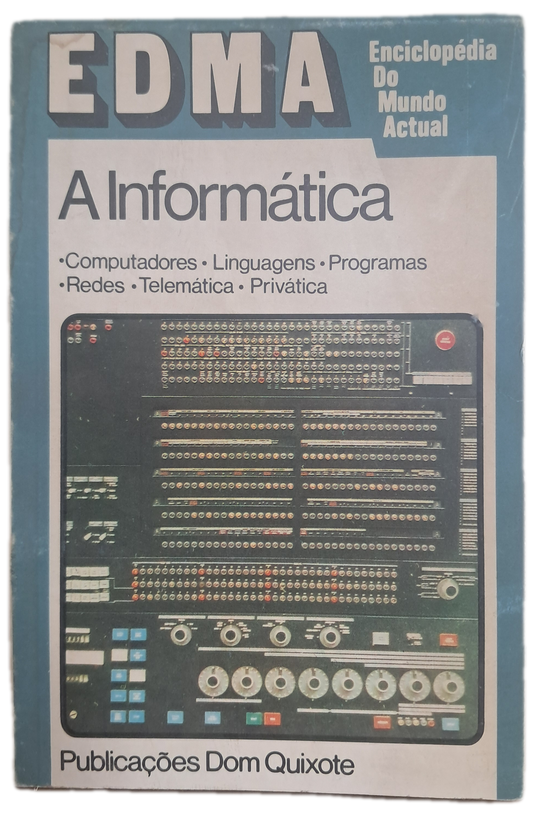 EDMA
Enciclopédia
Do
Mundo
Actual
A Informática
•Computadores • Linguagens • Programas
•Redes • Telemática • Privática
Publicações Dom Quixote